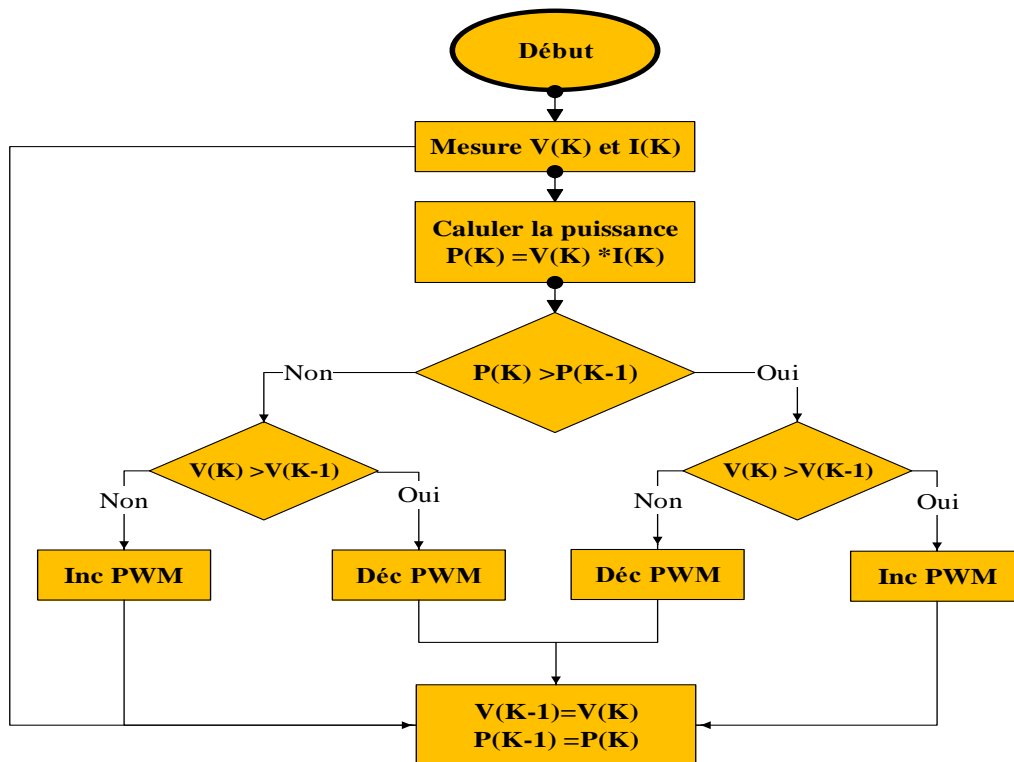 Début
Mesure V(K) et I(K)
Caluler la puissance
P(K) =V(K) *I(K)
P(K) >P(K-1)
Non
Oui
V(K) >V(K-1)
V(K) >V(K-1)
Non
Oui
Non
Oui
Inc PWM
Déc PWM
Déc PWM
Inc PWM
V(K-1)=V(K)
P(K-1) =P(K)